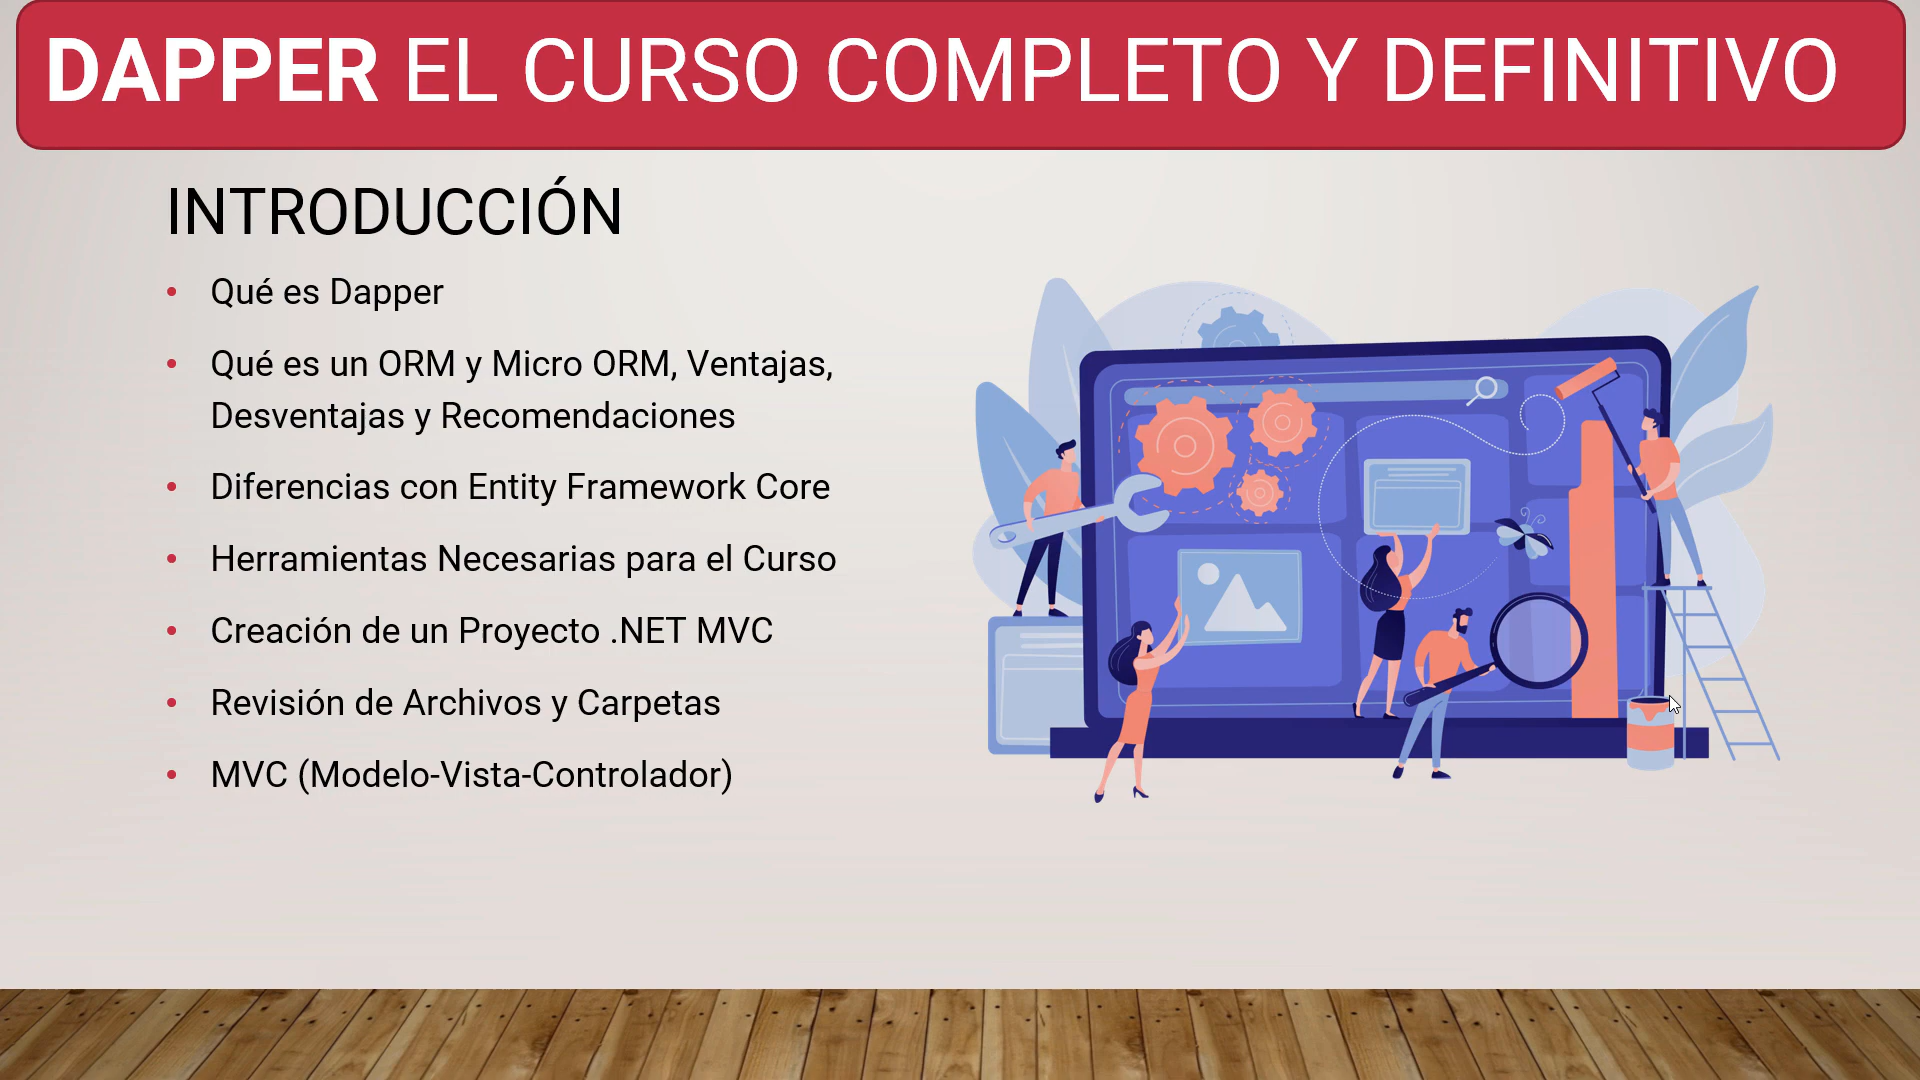 DAPPER EL CURSO COMPLETO Y DEFINITIVO
INTRODUCCIÓN
• Qué es Dapper
• Qué es un ORM y Micro ORM, Ventajas,
Desventajas y Recomendaciones
• Diferencias con Entity Framework Core
• Herramientas Necesarias para el Curso
• Creación de un Proyecto .NET MVC
• Revisión de Archivos y Carpetas
• MVC (Modelo-Vista-Controlador)